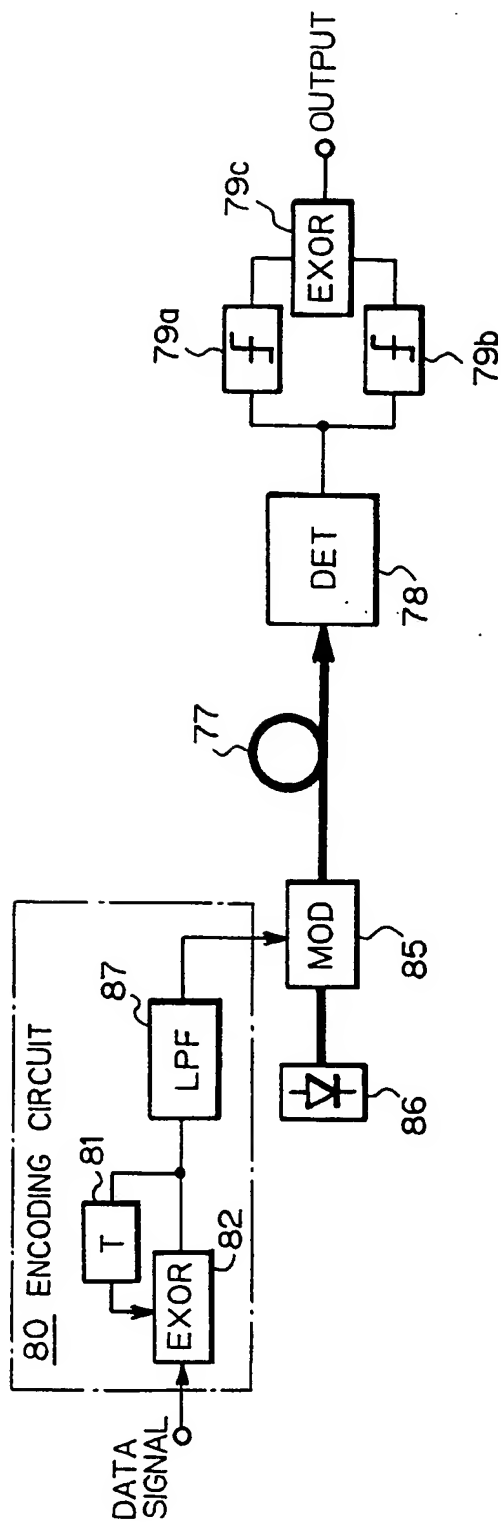 80 ENCODING CIRCUIT
DATA
SIGNAL
EXOR
82
T
81
LPF
87
MOD
85
86
77
DET
78
79a
79b
EXOR
79c
OUTPUT